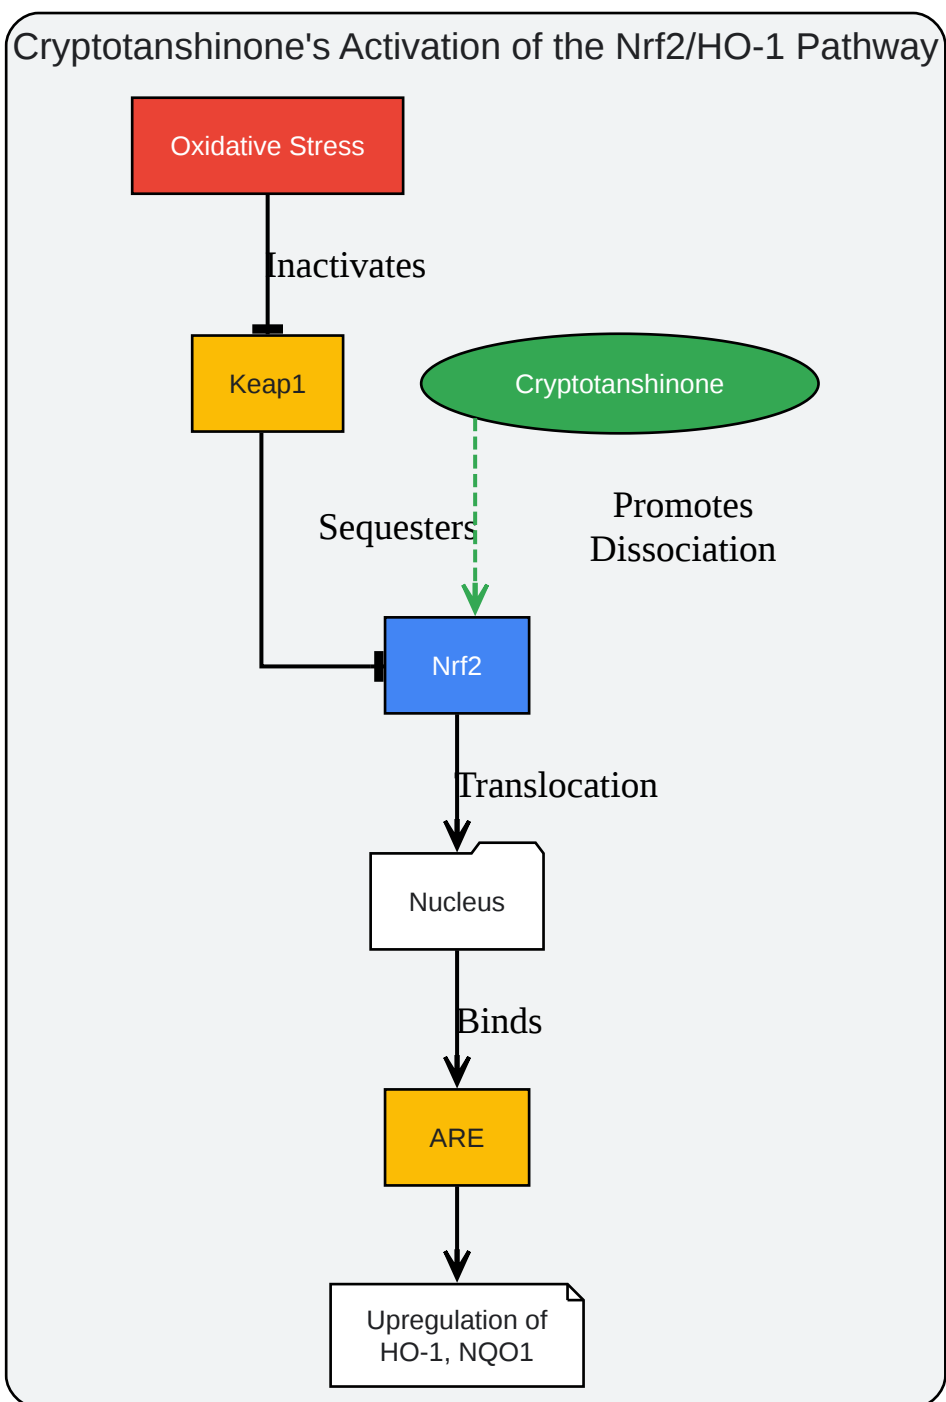 Cryptotanshinone's Activation of the Nrf2/HO-1 Pathway
Oxidative Stress
Inactivates
Keap1
Cryptotanshinone
Sequesters
Promotes
Dissociation
Nrf2
Translocation
Nucleus
Binds
ARE
Upregulation of
HO-1, NQO1